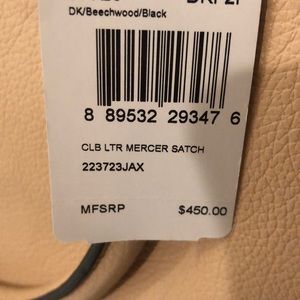 DK/Beechwood/Black
8 89532 29347 6
CLB LTR MERCER SATCH
223723JAX
MFSRP $450.00